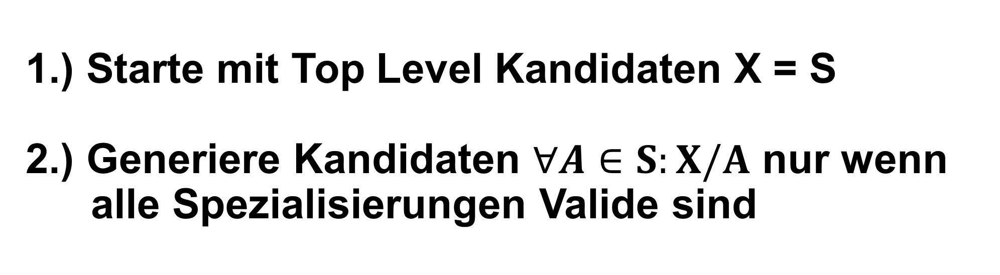 1.) Starte mit Top Level Kandidaten X = S
2.) Generiere Kandidaten ∀A ∈ S: X/A nur wenn
alle Spezialisierungen Valide sind